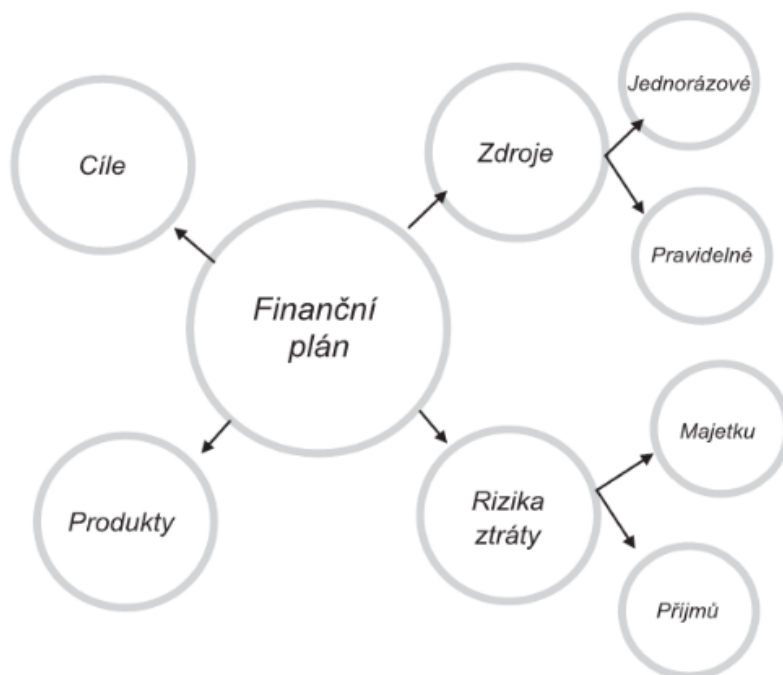 Jednorázové
Cíle
Zdroje
Pravidelné
Finanční
plán
Majetku
Produkty
Rizika
ztráty
Příjmů